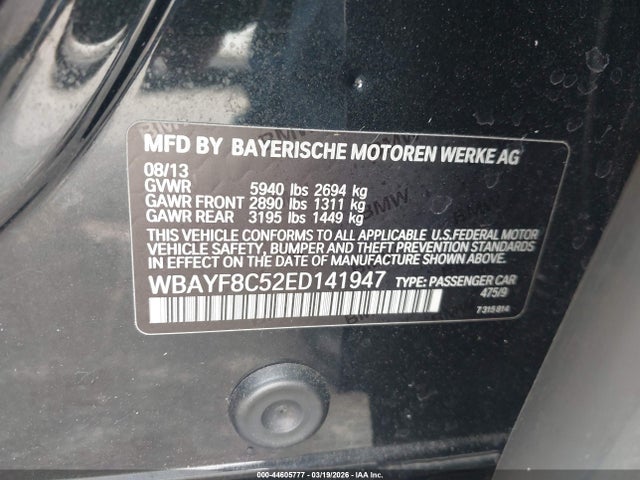 MFD BY BAYERISCHE MOTOREN WERKE AG
08/13
GVWR 5940 lbs 2694 kg
GAWR FRONT 2890 lbs 1311 kg
GAWR REAR 3195 lbs 1449 kg
THIS VEHICLE CONFORMS TO ALL APPLICABLE U.S. FEDERAL MOTOR
VEHICLE SAFETY, BUMPER AND THEFT PREVENTION STANDARDS
IN EFFECT ON THE DATE OF MANUFACTURE SHOWN ABOVE.
WBAYF8C52ED141947 TYPE: PASSENGER CAR
475/9
7 315 814
000-44605777 - 03/19/2026 - IAA Inc.